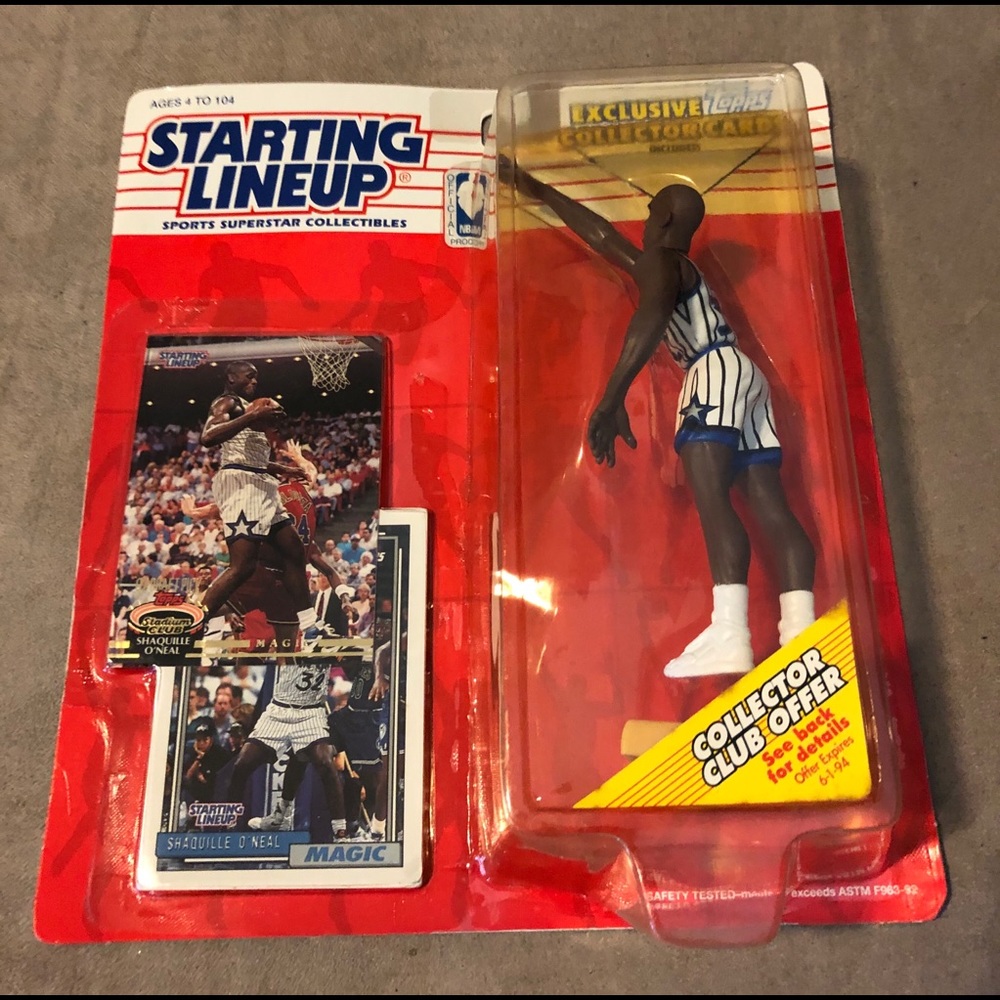 AGES 4 TO 104
STARTING
LINEUP®
SPORTS SUPERSTAR COLLECTIBLES
OFFICIAL
NBA
EXCLUSIVE Topps
COLLECTOR CARDS
INCLUDED
STARTING
LINEUP
Topps
Stadium
CLUB
SHAQUILLE
O'NEAL
MAGIC
32
STARTING
LINEUP
SHAQUILLE O'NEAL
MAGIC
COLLECTOR
CLUB OFFER
See back
for details
Offer Expires
6-1-94
SAFETY TESTED—meets exceeds ASTM F963-92